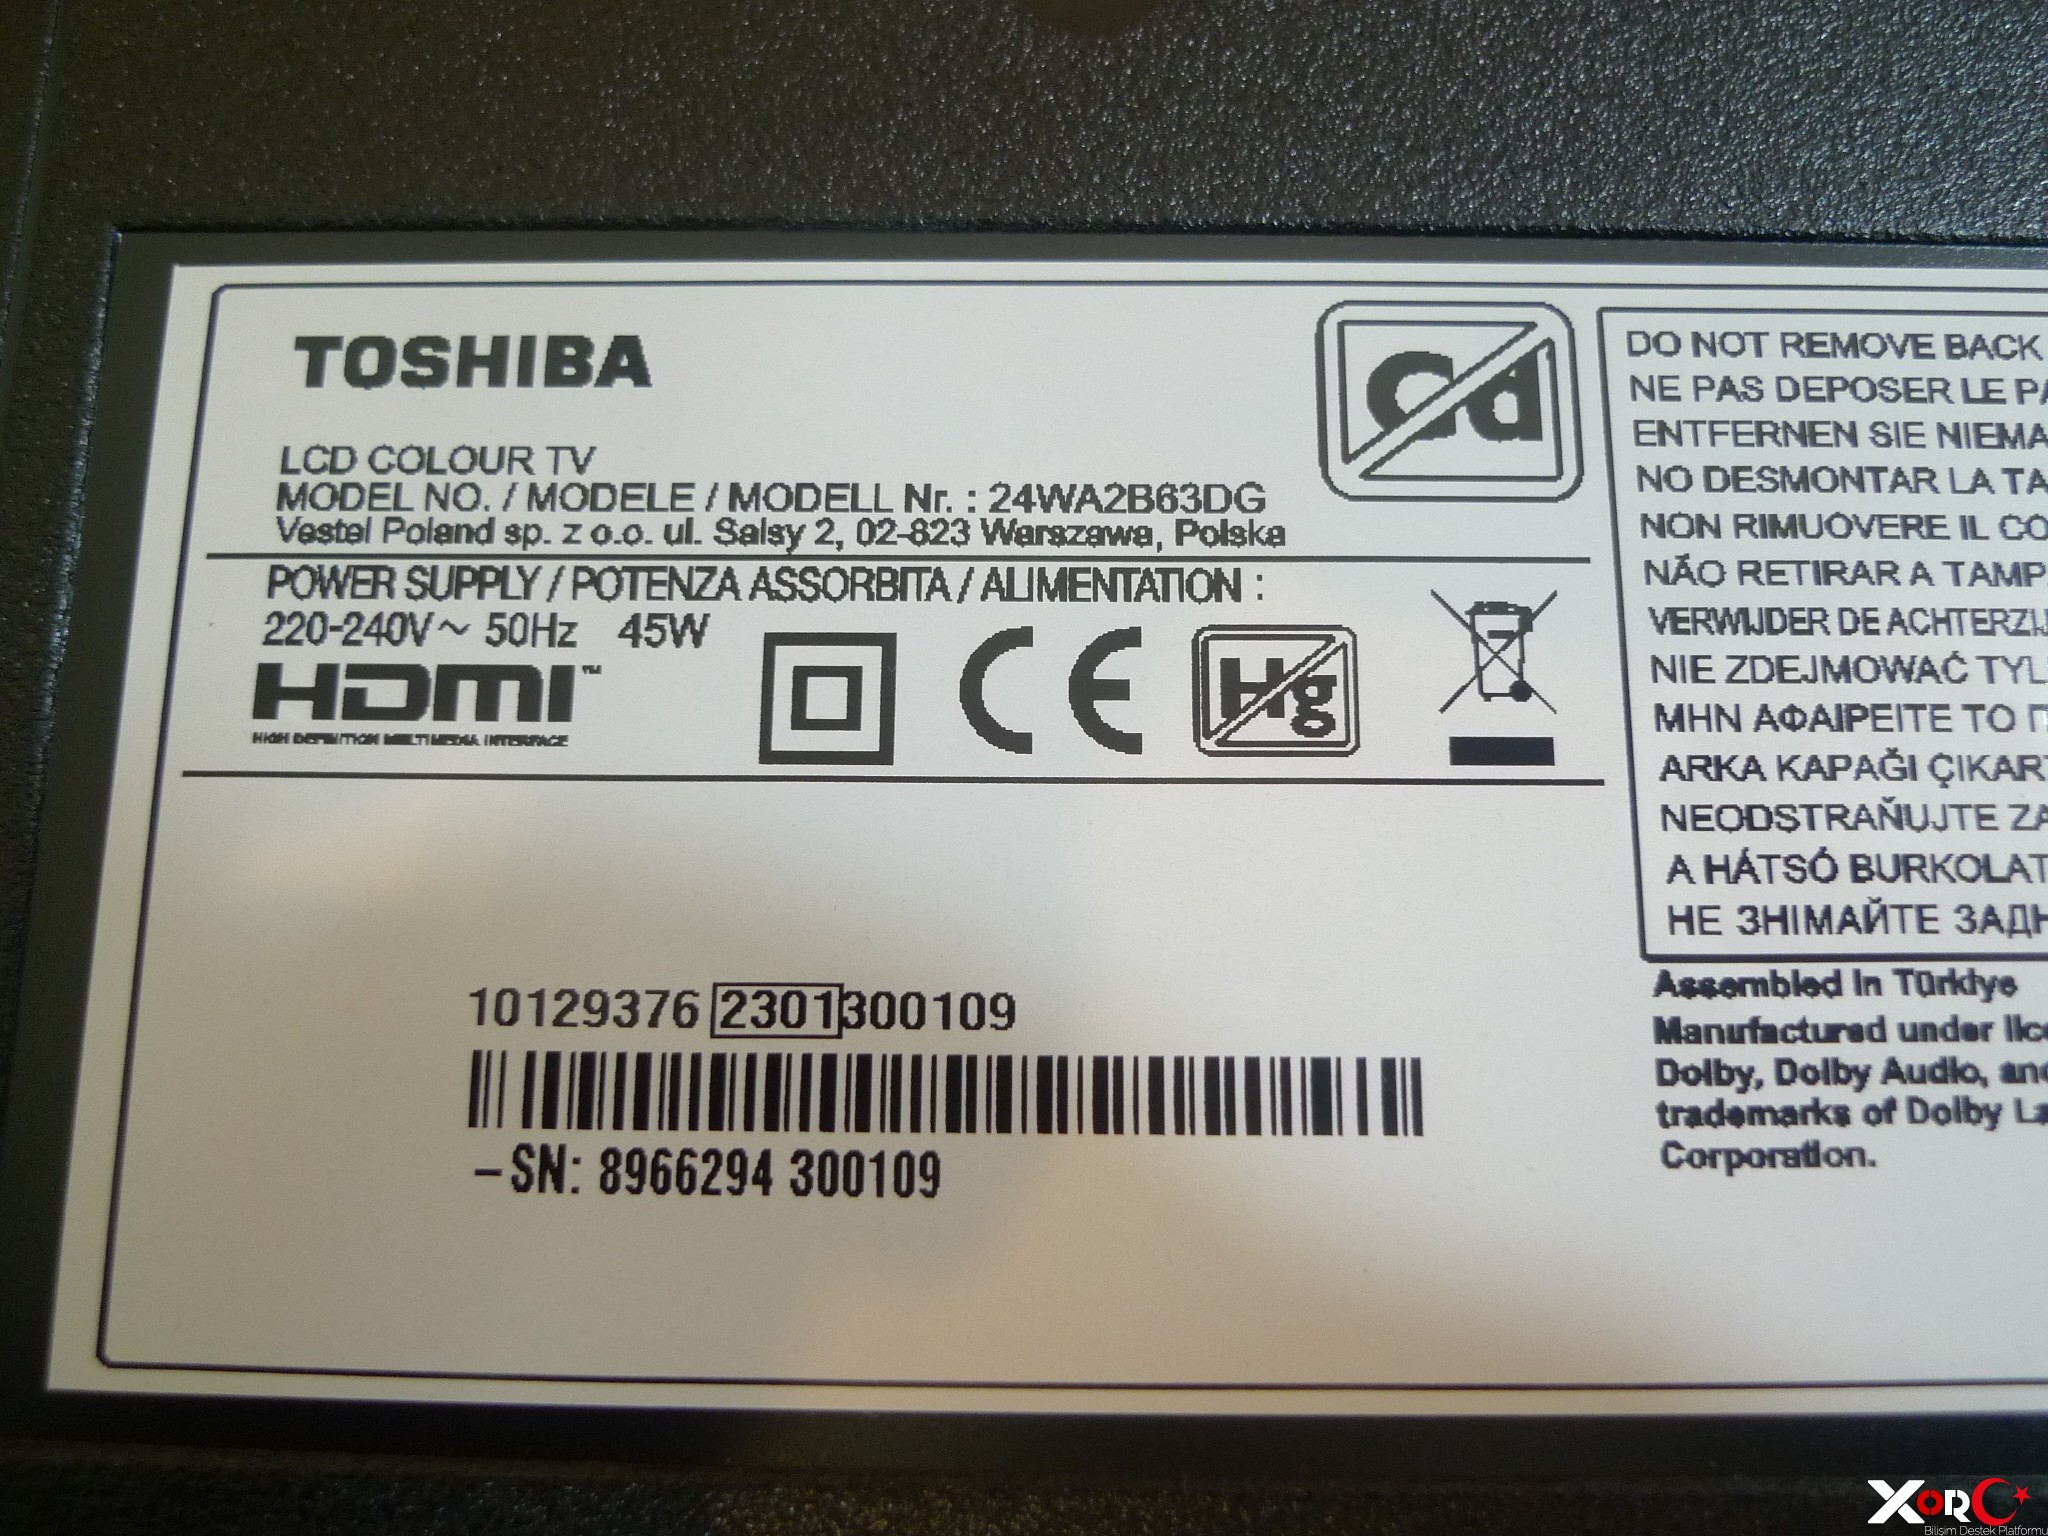 TOSHIBA
LCD COLOUR TV
MODEL NO. / MODELE / MODELL Nr. : 24WA2B63DG
Vestel Poland sp. z o.o. ul. Salsy 2, 02-823 Warszawa, Polska
POWER SUPPLY / POTENZA ASSORBITA / ALIMENTATION :
220-240V~ 50Hz 45W
HDMI™
HIGH DEFINITION MULTIMEDIA INTERFACE
CE
Hg
Cd
10129376 2301300109
-SN: 8966294 300109
DO NOT REMOVE BACK
NE PAS DEPOSER LE PA
ENTFERNEN SIE NIEMA
NO DESMONTAR LA TA
NON RIMUOVERE IL CO
NÃO RETIRAR A TAMP
VERWIJDER DE ACHTERZIJ
NIE ZDEJMOWAĆ TYL
ΜΗΝ ΑΦΑΙΡΕΙΤΕ ΤΟ Π
ARKA KAPAĞI ÇIKART
NEODSTRAŇUJTE ZA
A HÁTSÓ BURKOLAT
НЕ ЗНІМАЙТЕ ЗАДН
Assembled in Türkiye
Manufactured under lice
Dolby, Dolby Audio, and
trademarks of Dolby La
Corporation.
XORC
Bilişim Destek Platformu